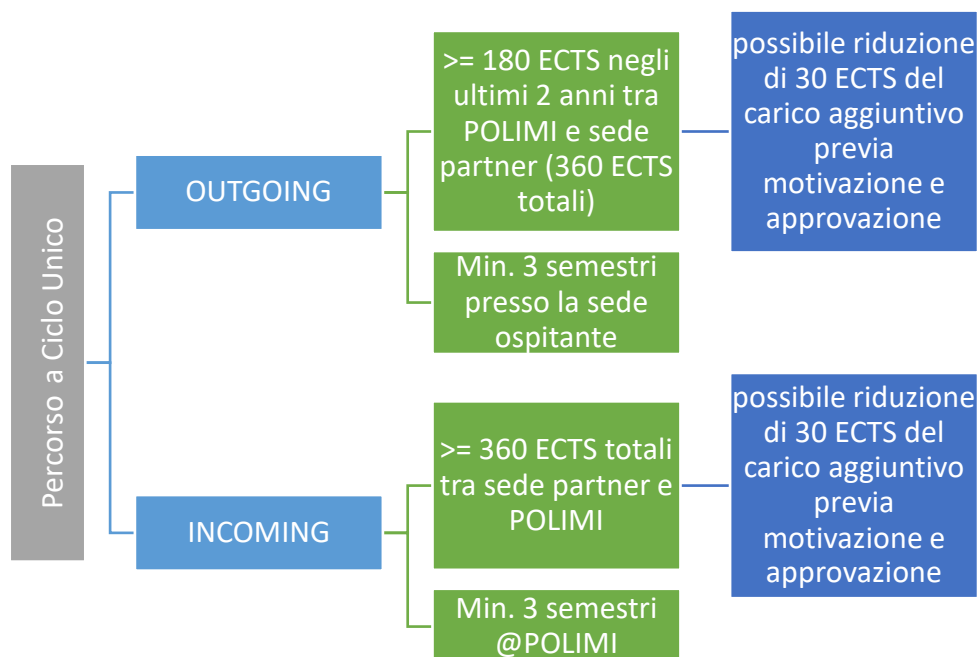 Percorso a Ciclo Unico
OUTGOING
>= 180 ECTS negli
ultimi 2 anni tra
POLIMI e sede
partner (360 ECTS
totali)
possibile riduzione
di 30 ECTS del
carico aggiuntivo
previa
motivazione e
approvazione
Min. 3 semestri
presso la sede
ospitante
INCOMING
>= 360 ECTS totali
tra sede partner e
POLIMI
possibile riduzione
di 30 ECTS del
carico aggiuntivo
previa
motivazione e
approvazione
Min. 3 semestri
@POLIMI